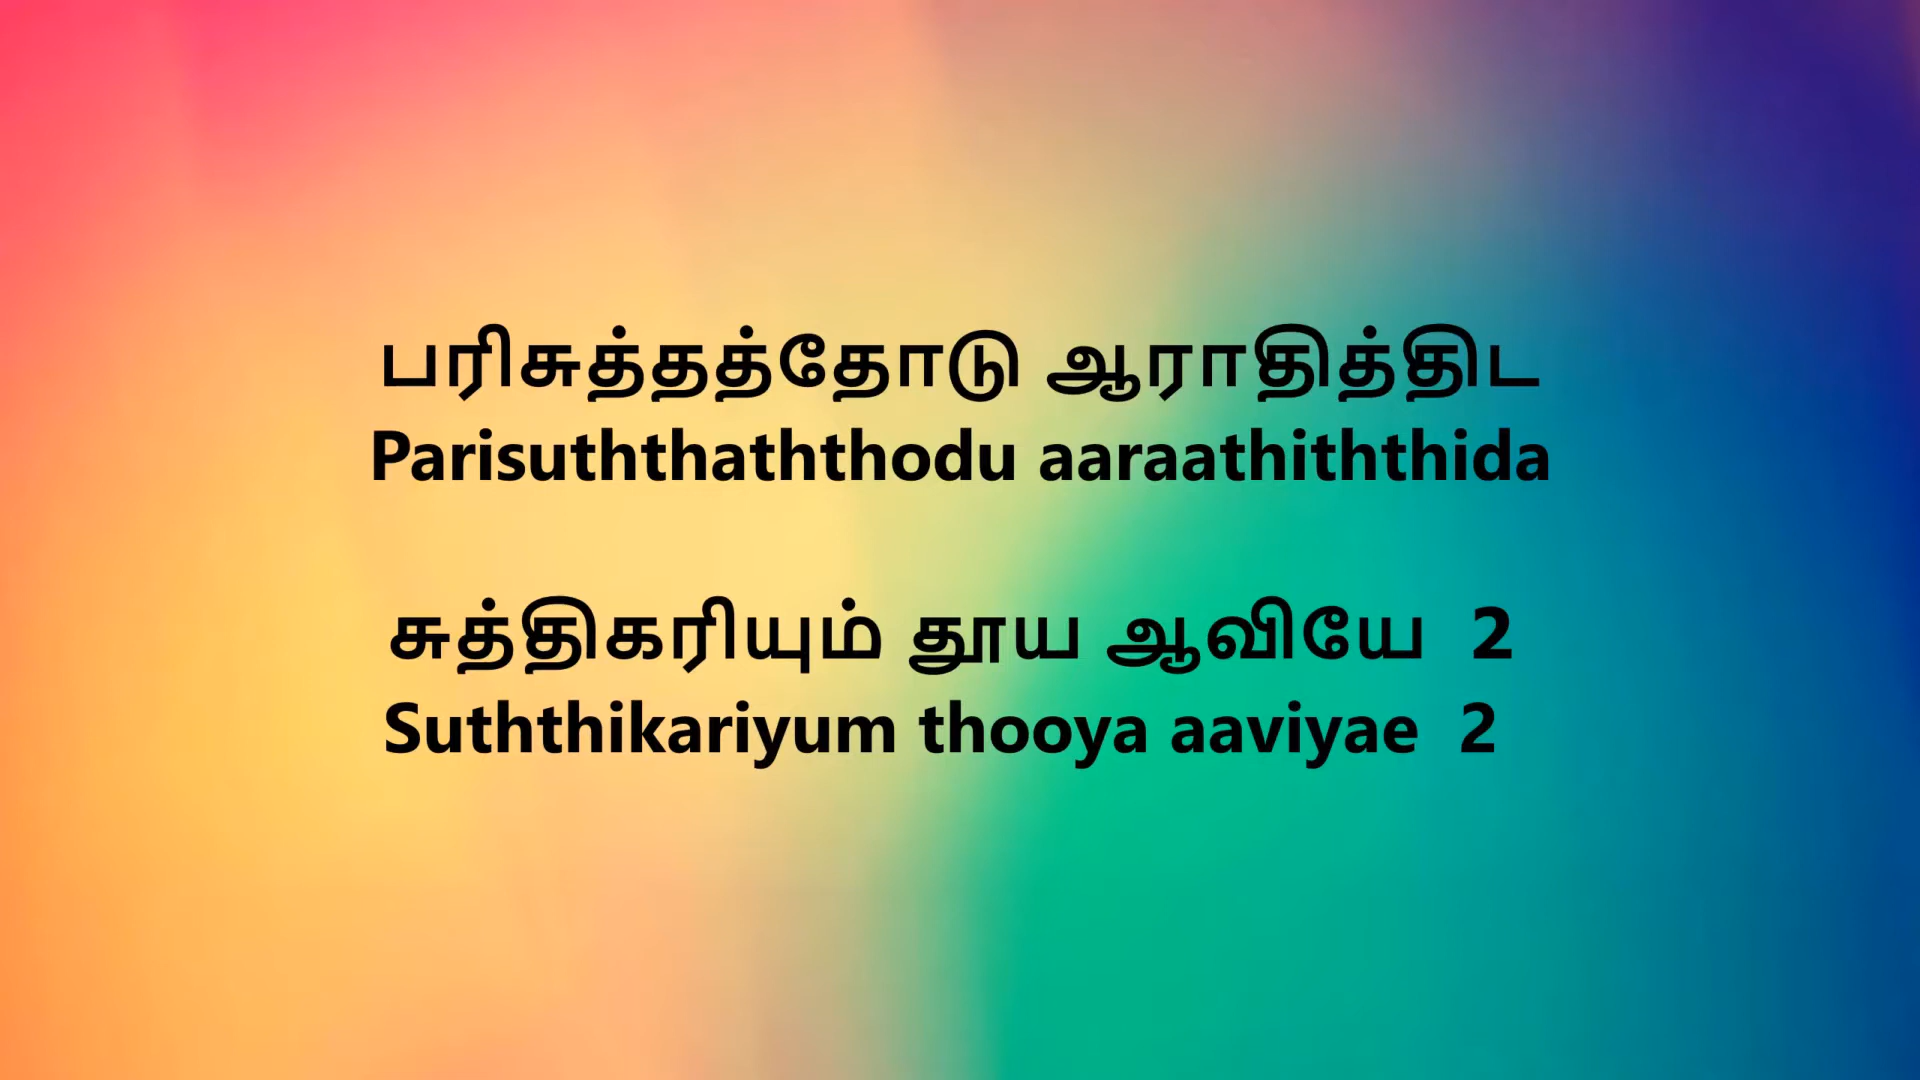 பரிசுத்தத்தோடு ஆராதித்திட
Parisuththaththodu aaraathiththida
சுத்திகரியும் தூய ஆவியே 2
Suththikariyum thooya aaviyae 2